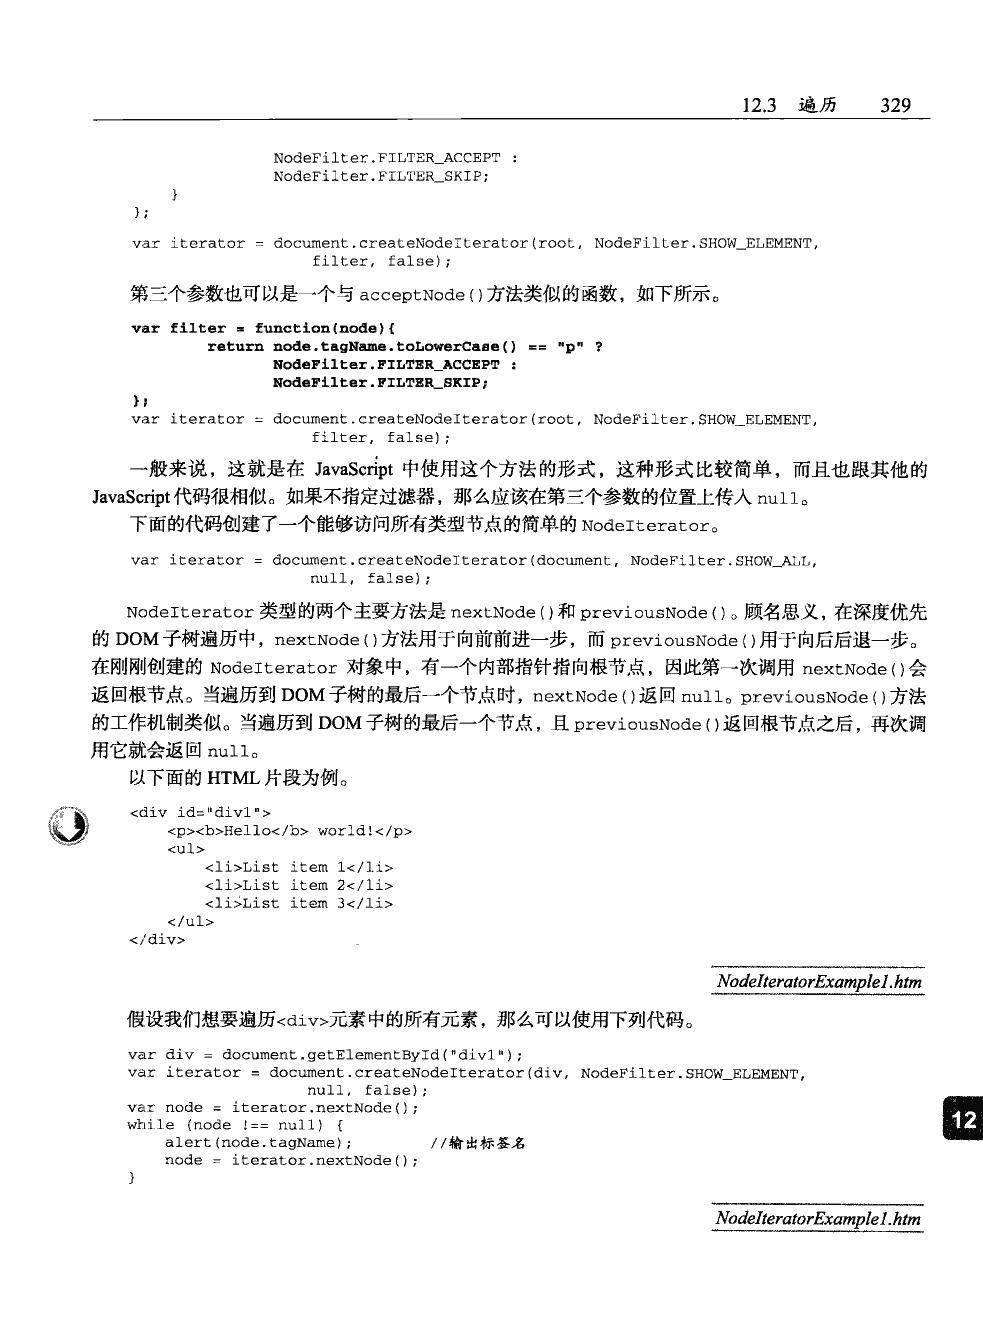 12.3 遍历 329
NodeFilter.FILTER_ACCEPT :
NodeFilter.FILTER_SKIP;
}
};
var iterator = document.createNodeIterator(root, NodeFilter.SHOW_ELEMENT,
filter, false);
第三个参数也可以是一个与 acceptNode()方法类似的函数，如下所示。
var filter = function(node){
return node.tagName.toLowerCase() == "p" ?
NodeFilter.FILTER_ACCEPT :
NodeFilter.FILTER_SKIP;
};
var iterator = document.createNodeIterator(root, NodeFilter.SHOW_ELEMENT,
filter, false);
一般来说，这就是在 JavaScript 中使用这个方法的形式，这种形式比较简单，而且也跟其他的
JavaScript 代码很相似。如果不指定过滤器，那么应该在第三个参数的位置上传入 null。
下面的代码创建了一个能够访问所有类型节点的简单的 NodeIterator。
var iterator = document.createNodeIterator(document, NodeFilter.SHOW_ALL,
null, false);
NodeIterator 类型的两个主要方法是 nextNode()和 previousNode()。顾名思义，在深度优先
的 DOM 子树遍历中，nextNode()方法用于向前前进一步，而 previousNode()用于向后后退一步。
在刚刚创建的 NodeIterator 对象中，有一个内部指针指向根节点，因此第一次调用 nextNode()会
返回根节点。当遍历到 DOM 子树的最后一个节点时，nextNode()返回 null。previousNode()方法
的工作机制类似。当遍历到 DOM 子树的最后一个节点，且 previousNode()返回根节点之后，再次调
用它就会返回 null。
以下面的 HTML 片段为例。
<div id="div1">
<p><b>Hello</b> world!</p>
<ul>
<li>List item 1</li>
<li>List item 2</li>
<li>List item 3</li>
</ul>
</div>
NodeIteratorExample1.htm
假设我们想要遍历<div>元素中的所有元素，那么可以使用下列代码。
var div = document.getElementById("div1");
var iterator = document.createNodeIterator(div, NodeFilter.SHOW_ELEMENT,
null, false);
var node = iterator.nextNode();
while (node !== null) {
alert(node.tagName); //输出标签名
node = iterator.nextNode();
}
12
NodeIteratorExample1.htm